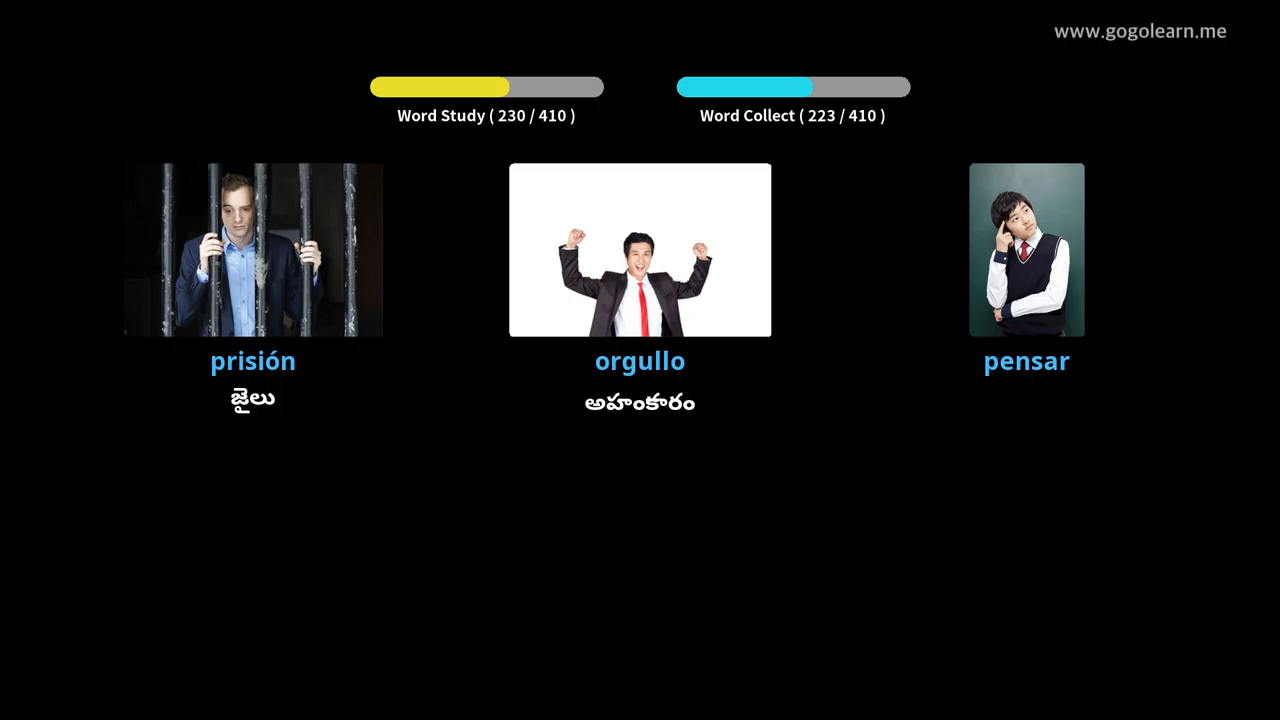 www.gogolearn.me
Word Study ( 230 / 410 )
Word Collect ( 223 / 410 )
prisión
orgullo
pensar
జైలు
అహంకారం